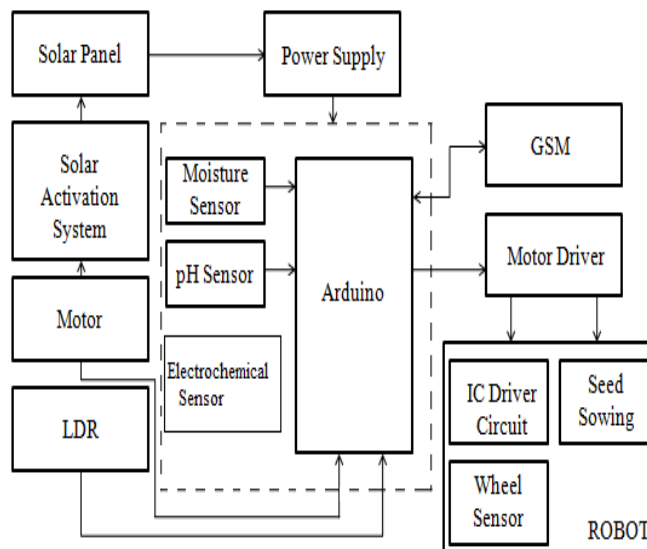 Solar Panel
Power Supply
Solar
Activation
System
Moisture
Sensor
GSM
pH Sensor
Arduino
Motor Driver
Motor
Electrochemical
Sensor
LDR
IC Driver
Circuit
Seed
Sowing
Wheel
Sensor
ROBOT